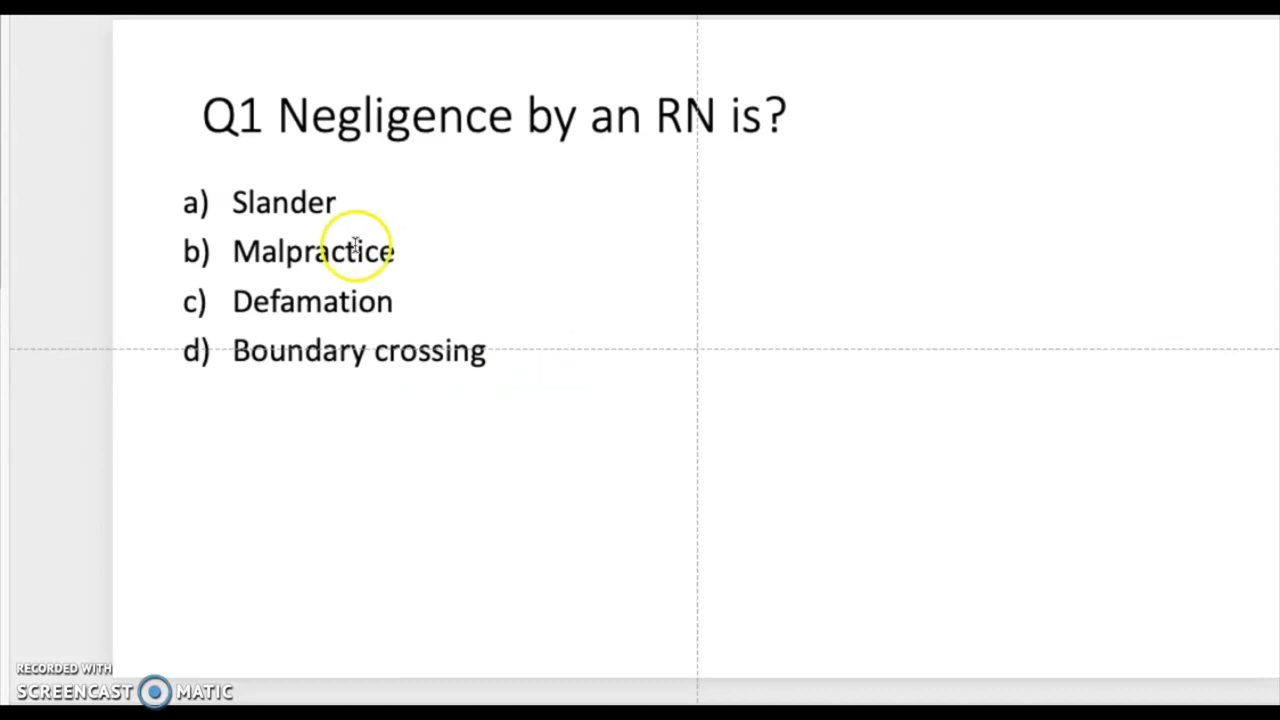 Q1 Negligence by an RN is?
a) Slander
b) Malpractice
c) Defamation
d) Boundary crossing
RECORDED WITH
SCREENCAST MATIC